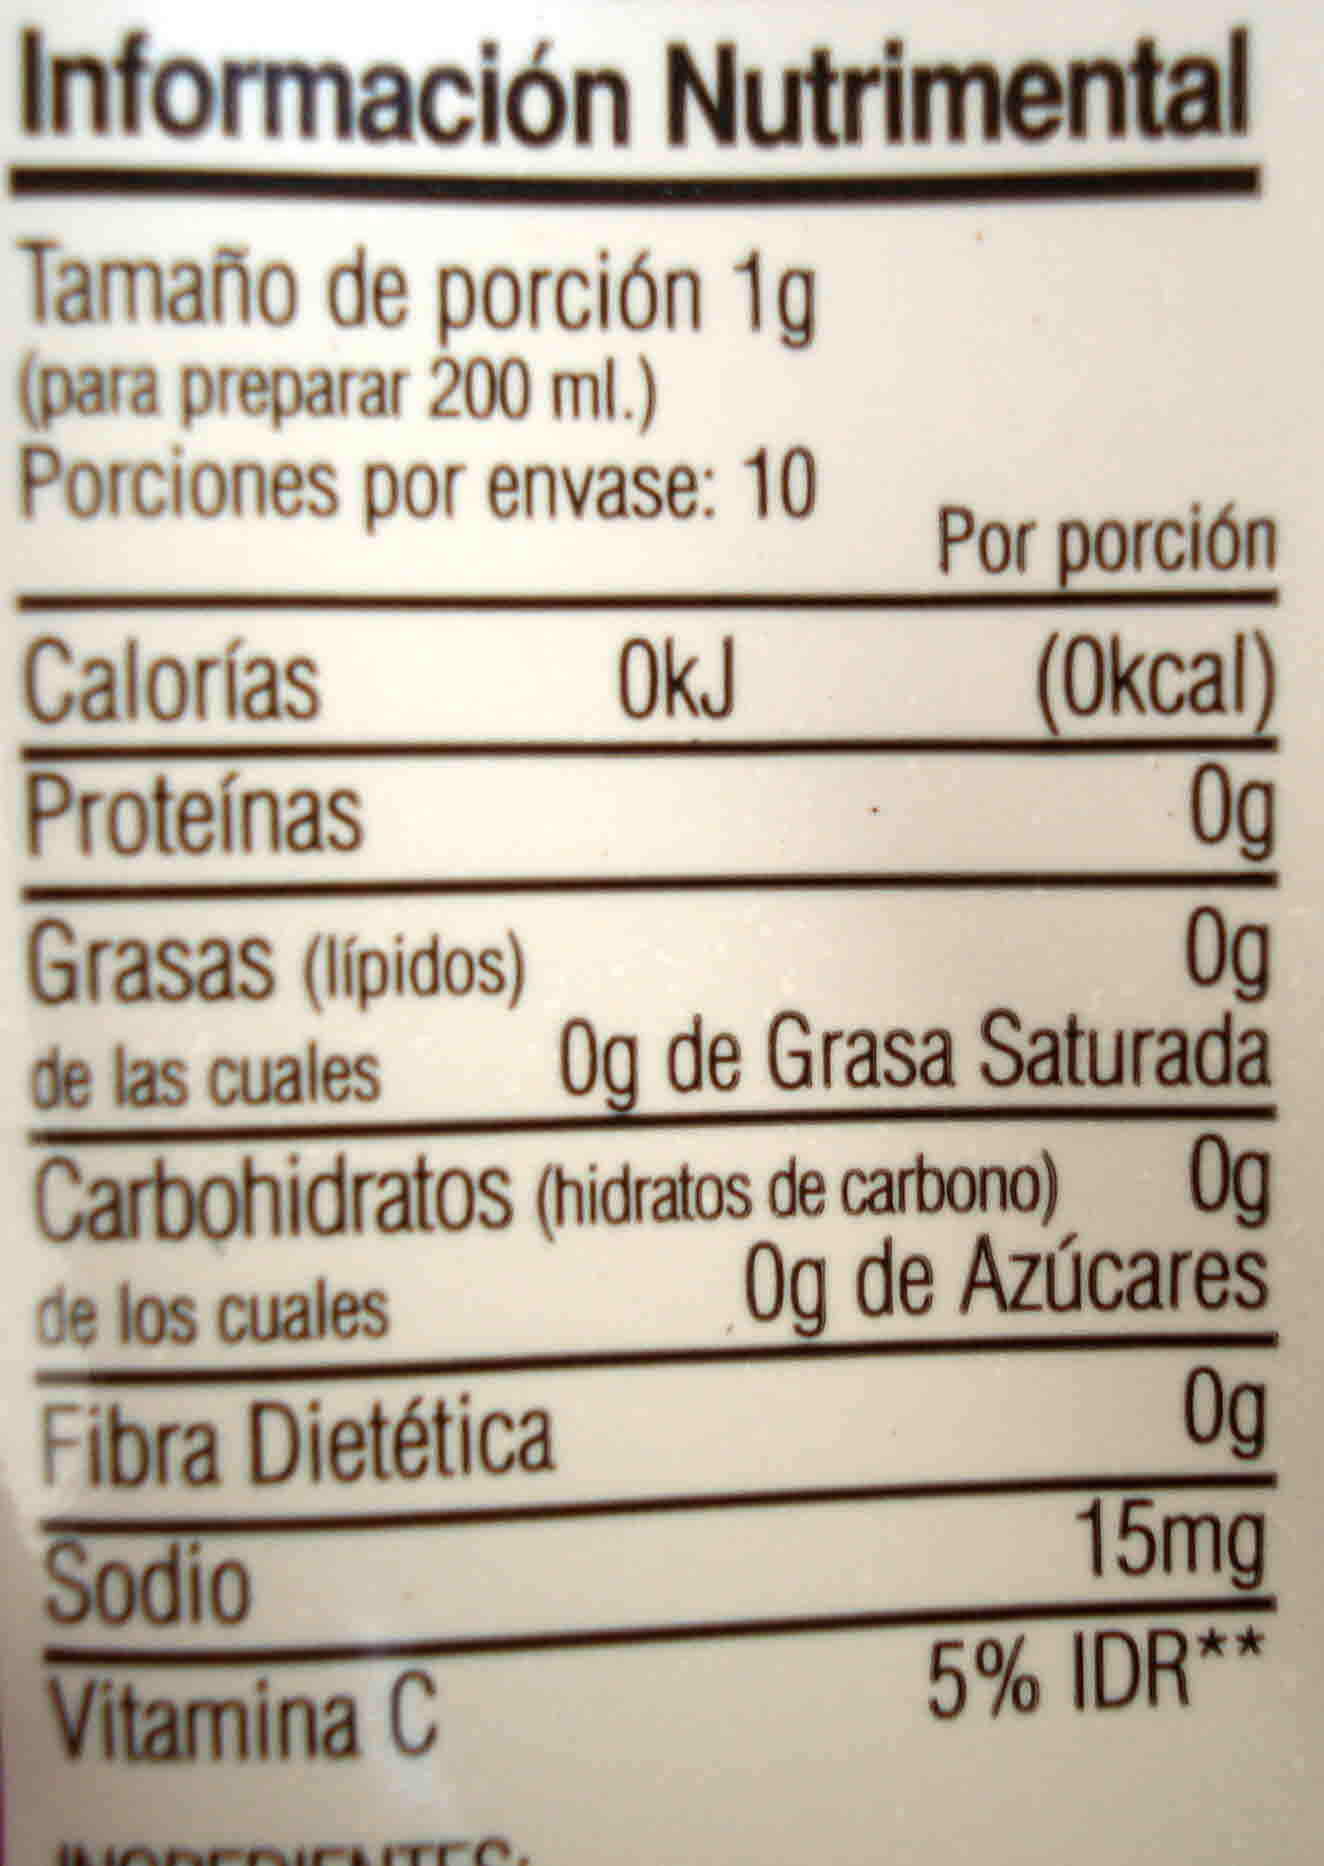 Información Nutrimental
Tamaño de porción 1g
(para preparar 200 ml.)
Porciones por envase: 10
Por porción
Calorías 0kJ (0kcal)
Proteínas 0g
Grasas (lípidos) 0g
de las cuales 0g de Grasa Saturada
Carbohidratos (hidratos de carbono) 0g
de los cuales 0g de Azúcares
Fibra Dietética 0g
Sodio 15mg
Vitamina C 5% IDR**
INGREDIENTES: